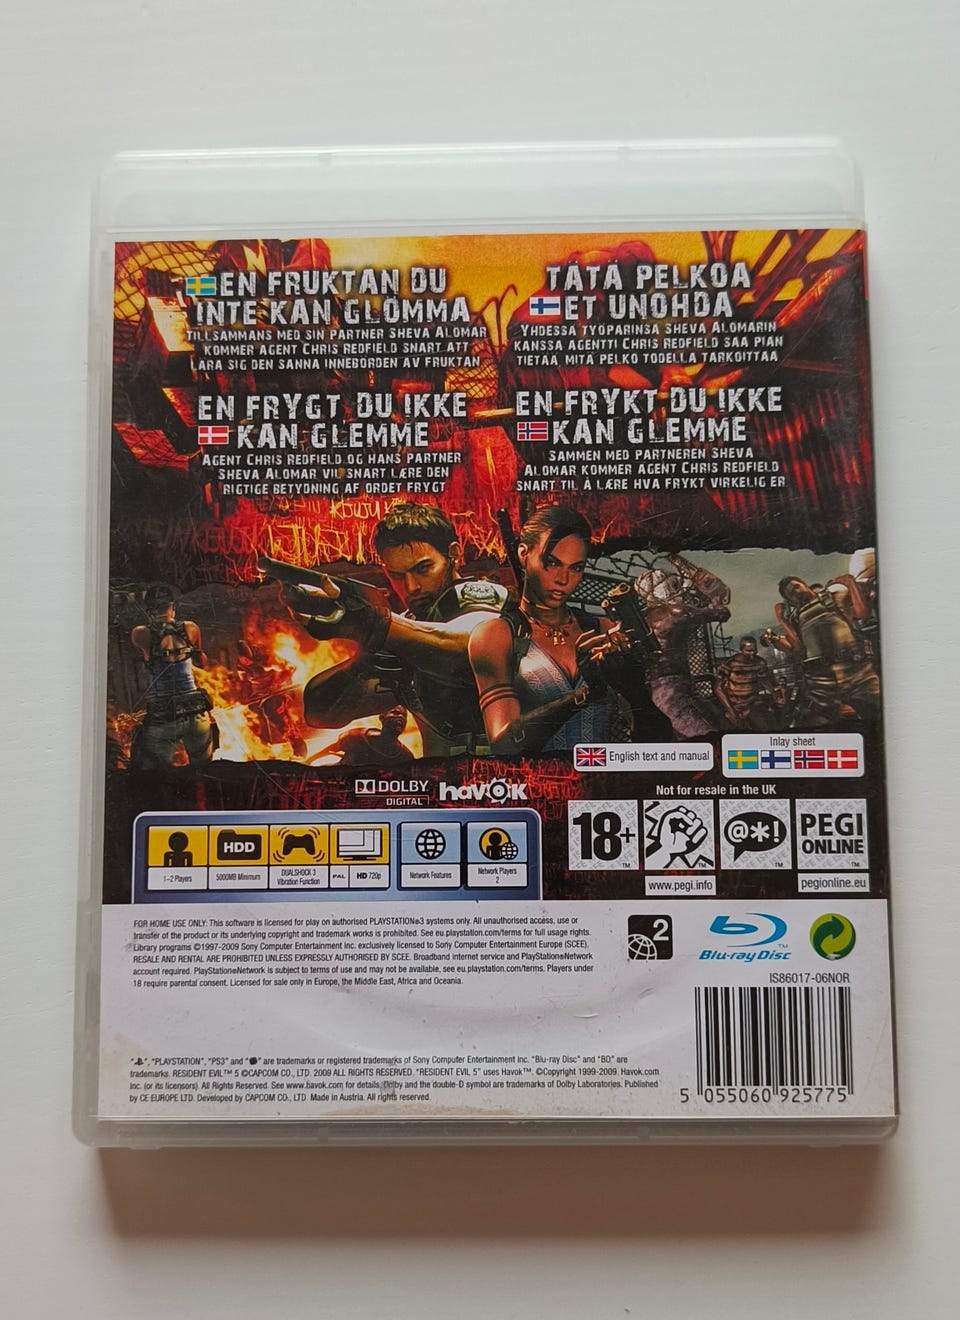 EN FRUKTAN DU
INTE KAN GLÖMMA
TILLSAMMANS MED SIN PARTNER SHEVA ALOMAR
KOMMER AGENT CHRIS REDFIELD SNART ATT
LÄRA SIG DEN SANNA INNEBÖRDEN AV FRUKTAN
TÄTÄ PELKOA
ET UNOHDA
YHDESSÄ TYÖPARINSA SHEVA ALOMARIN
KANSSA AGENTTI CHRIS REDFIELD SAA PIAN
TIETÄÄ MITÄ PELKO TODELLA TARKOITTAA
EN FRYGT DU IKKE
KAN GLEMME
AGENT CHRIS REDFIELD OG HANS PARTNER
SHEVA ALOMAR VIL SNART LÆRE DEN
RIGTIGE BETYDNING AF ORDET FRYGT
EN FRYKT DU IKKE
KAN GLEMME
SAMMEN MED PARTNEREN SHEVA
ALOMAR KOMMER AGENT CHRIS REDFIELD
SNART TIL Å LÆRE HVA FRYKT VIRKELIG ER
English text and manual
Inlay sheet
Not for resale in the UK
DOLBY
DIGITAL
havok
18+
@*!
PEGI
ONLINE
www.pegi.info
pegionline.eu
1-2 Players
HDD
5000MB Minimum
DUALSHOCK 3
Vibration Function
PAL
HD 720p
Network Features
Network Players
2
FOR HOME USE ONLY: This software is licensed for play on authorised PLAYSTATION®3 systems only. All unauthorised access, use or
transfer of the product or its underlying copyright and trademark works is prohibited. See eu.playstation.com/terms for full usage rights.
Library programs ©1997-2009 Sony Computer Entertainment Inc. exclusively licensed to Sony Computer Entertainment Europe (SCEE).
RESALE AND RENTAL ARE PROHIBITED UNLESS EXPRESSLY AUTHORISED BY SCEE. Broadband internet service and PlayStation®Network
account required. PlayStation®Network is subject to terms of use and may not be available, see eu.playstation.com/terms. Players under
18 require parental consent. Licensed for sale only in Europe, the Middle East, Africa and Oceania.
2
Blu-ray Disc
IS86017-06NOR
", "PLAYSTATION", "PS3" and " " are trademarks or registered trademarks of Sony Computer Entertainment Inc. "Blu-ray Disc" and "BD" are
trademarks. RESIDENT EVIL™ 5 ©CAPCOM CO., LTD. 2009 ALL RIGHTS RESERVED. "RESIDENT EVIL 5" uses Havok™: ©Copyright 1999-2009. Havok.com
Inc. (or its licensors). All Rights Reserved. See www.havok.com for details. Dolby and the double-D symbol are trademarks of Dolby Laboratories. Published
by CE EUROPE LTD. Developed by CAPCOM CO., LTD. Made in Austria. All rights reserved.
5 055060 925775